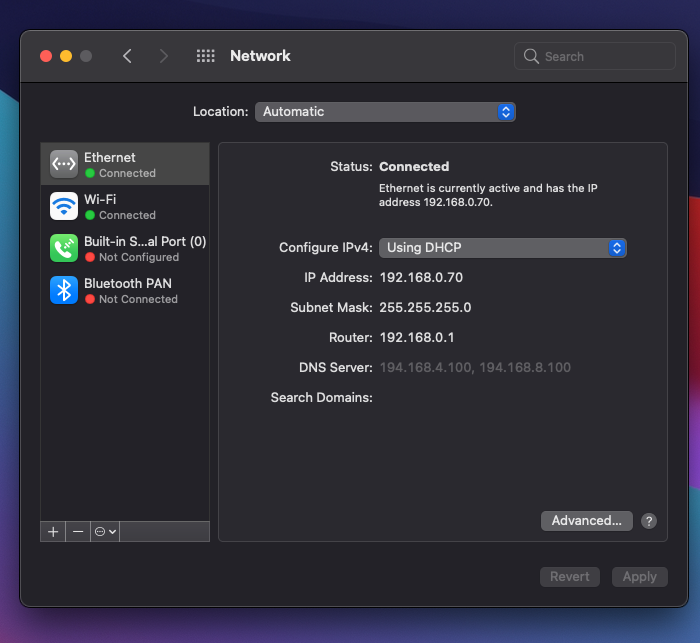 Network
Search
Location: Automatic
Ethernet
Connected
Wi-Fi
Connected
Built-in S...al Port (0)
Not Configured
Bluetooth PAN
Not Connected
Status: Connected
Ethernet is currently active and has the IP
address 192.168.0.70.
Configure IPv4: Using DHCP
IP Address: 192.168.0.70
Subnet Mask: 255.255.255.0
Router: 192.168.0.1
DNS Server: 194.168.4.100, 194.168.8.100
Search Domains:
Advanced... ?
Revert Apply